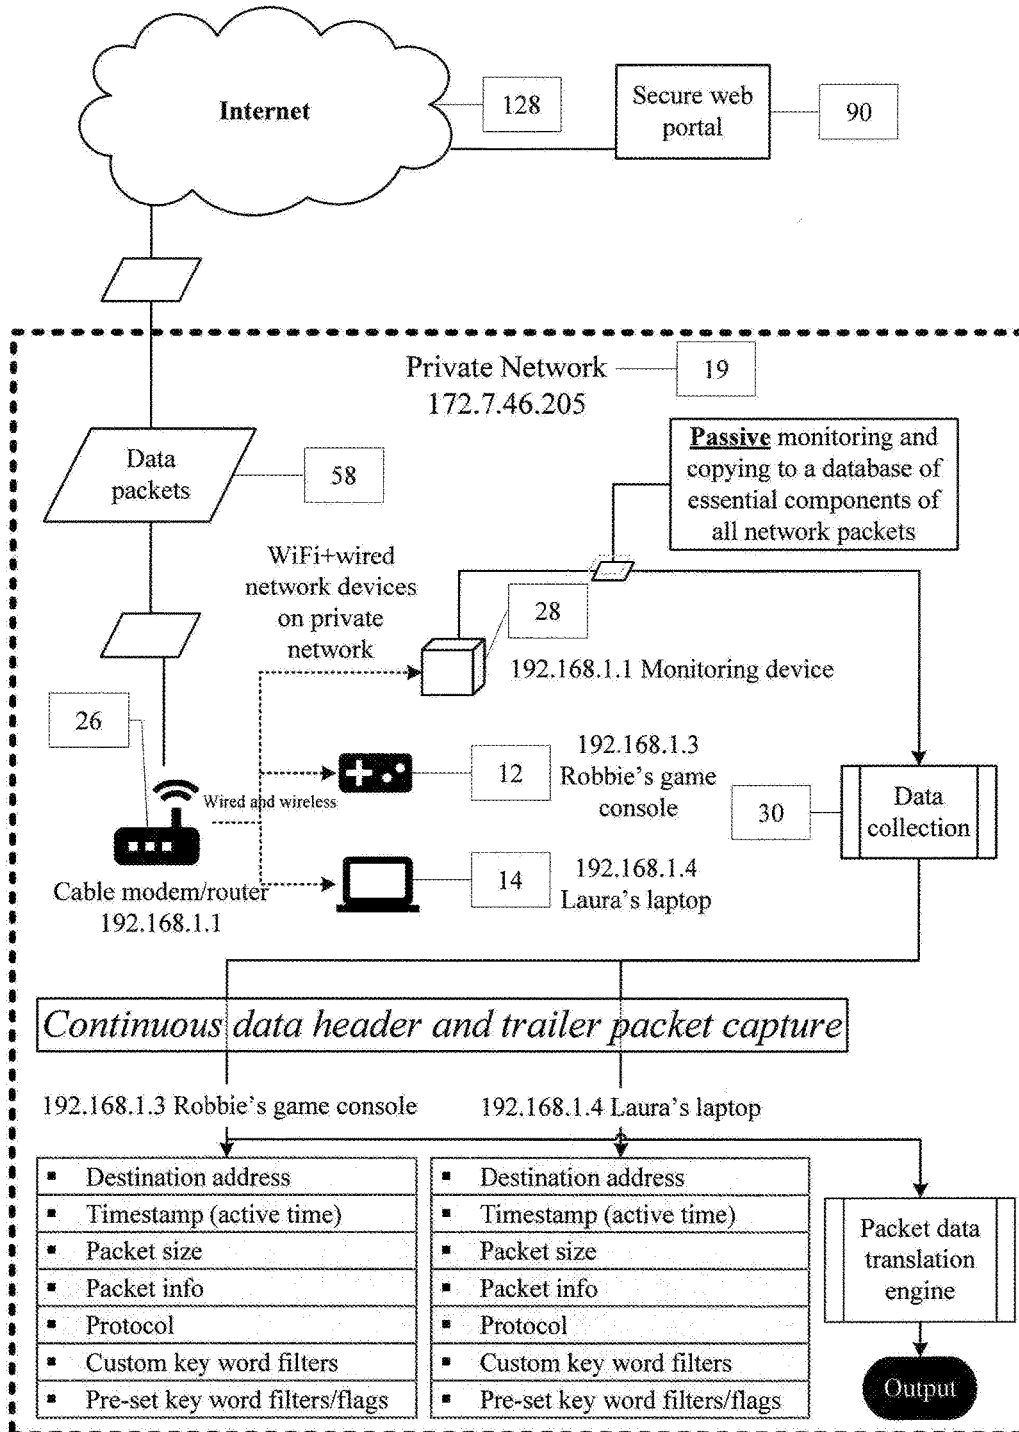 Internet
128
Secure web
portal
90
Private Network
172.7.46.205
19
Data
packets
58
Passive monitoring and
copying to a database of
essential components of
all network packets
WiFi+wired
network devices
on private
network
28
192.168.1.1 Monitoring device
26
Wired and wireless
Cable modem/router
192.168.1.1
12
192.168.1.3
Robbie's game
console
14
192.168.1.4
Laura's laptop
30
Data
collection
Continuous data header and trailer packet capture
192.168.1.3 Robbie's game console
192.168.1.4 Laura's laptop
▪ Destination address
▪ Timestamp (active time)
▪ Packet size
▪ Packet info
▪ Protocol
▪ Custom key word filters
▪ Pre-set key word filters/flags
▪ Destination address
▪ Timestamp (active time)
▪ Packet size
▪ Packet info
▪ Protocol
▪ Custom key word filters
▪ Pre-set key word filters/flags
Packet data
translation
engine
Output